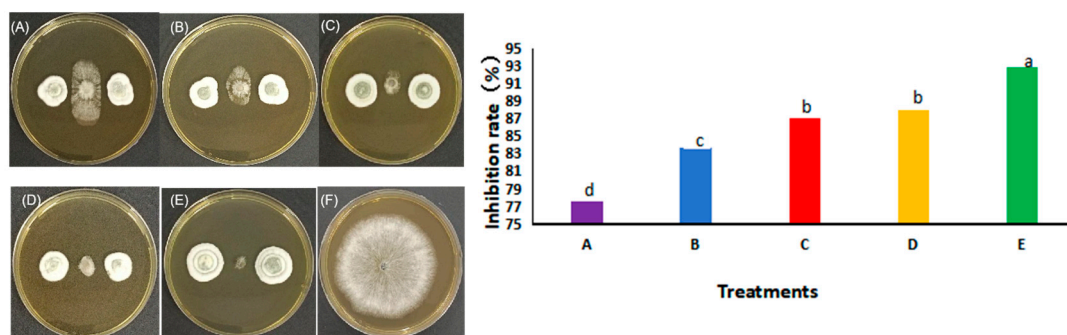 (A)
(B)
(C)
(D)
(E)
(F)
Inhibition rate (%)
95
93
91
89
87
85
83
81
79
77
75
d
c
b
b
a
A
B
C
D
E
Treatments